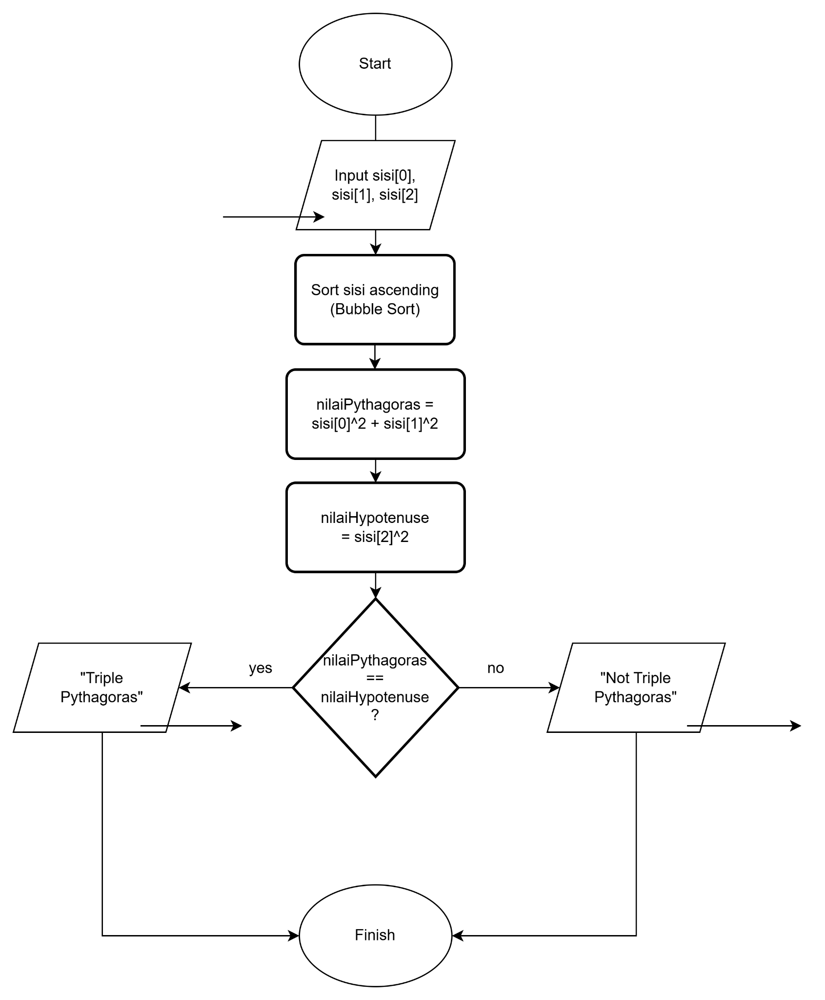 Start
Input sisi[0],
sisi[1], sisi[2]
Sort sisi ascending
(Bubble Sort)
nilaiPythagoras =
sisi[0]^2 + sisi[1]^2
nilaiHypotenuse
= sisi[2]^2
nilaiPythagoras
==
nilaiHypotenuse
?
yes
no
"Triple
Pythagoras"
"Not Triple
Pythagoras"
Finish